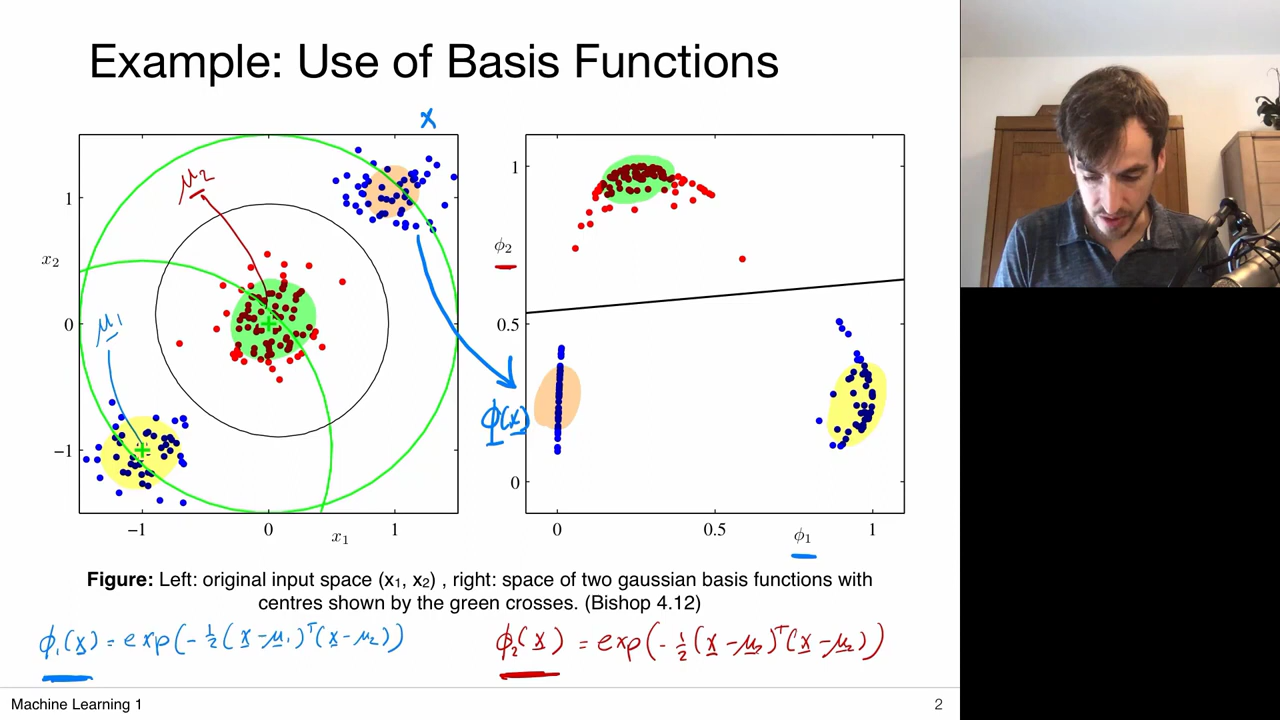 Example: Use of Basis Functions
x
μ2
1
x2
μ1
0
−1
−1 0 1
x1
1
ϕ2
0.5
ϕ(x)
0
0 0.5 1
ϕ1
Figure: Left: original input space (x1, x2) , right: space of two gaussian basis functions with
centres shown by the green crosses. (Bishop 4.12)
ϕ1(x) = exp(-1/2(x-μ1)ᵀ(x-μ2))
ϕ2(x) = exp(-1/2(x-μ2)ᵀ(x-μ2))
Machine Learning 1
2